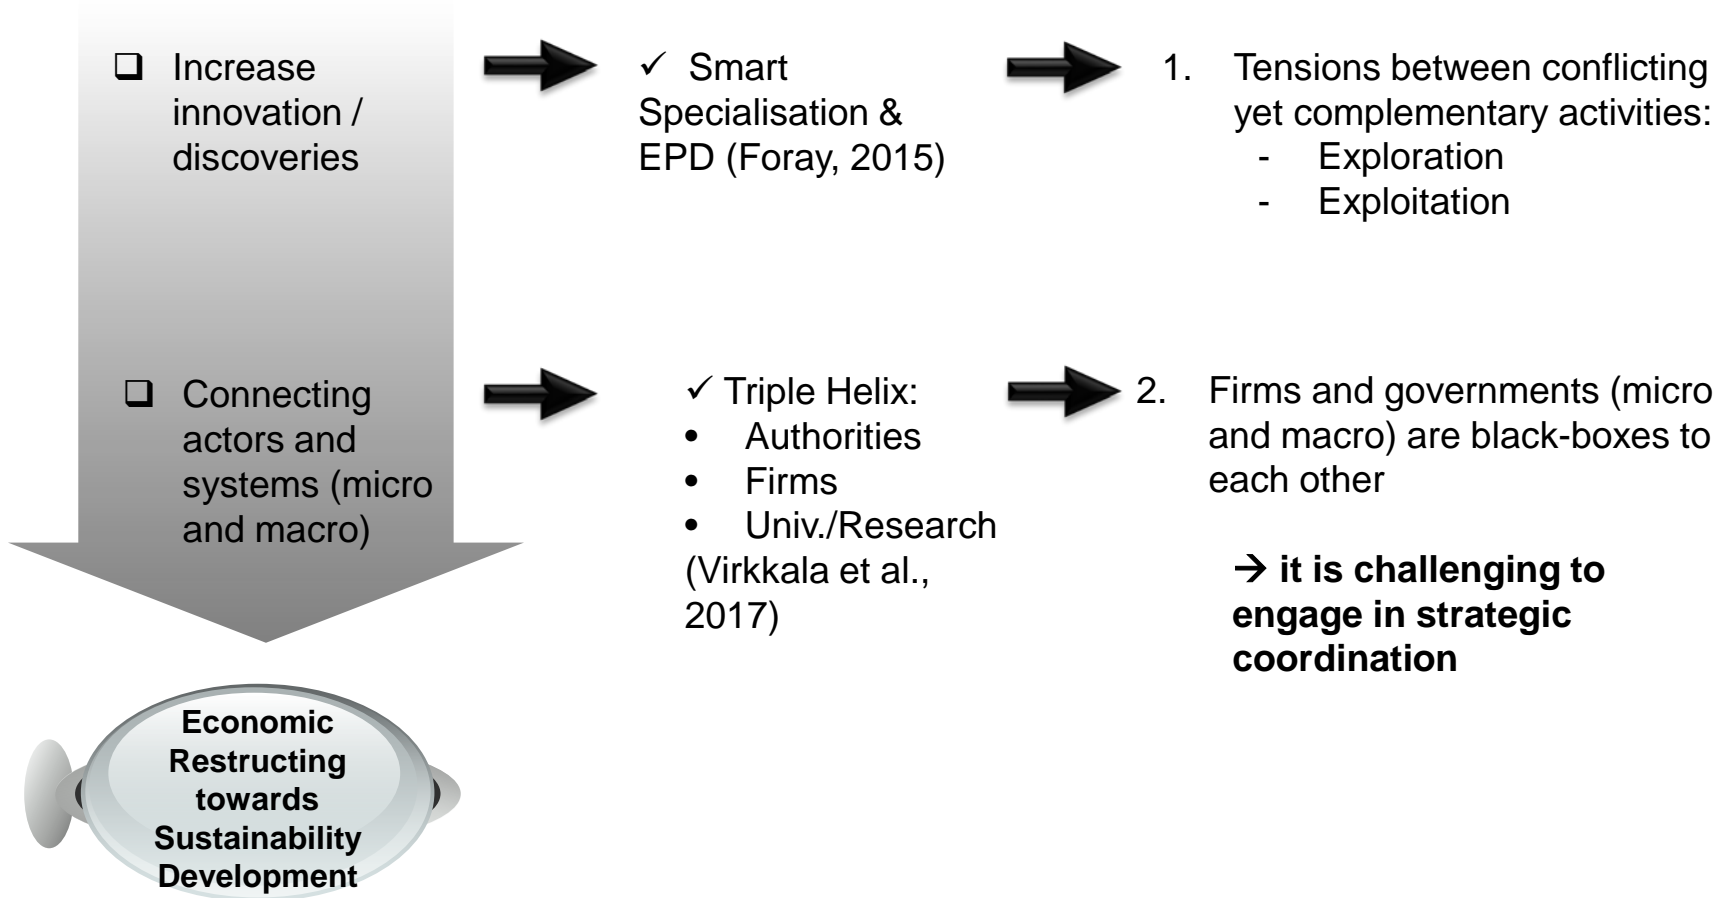 ❑ Increase
innovation /
discoveries
✓ Smart
Specialisation &
EPD (Foray, 2015)
1. Tensions between conflicting
yet complementary activities:
- Exploration
- Exploitation
❑ Connecting
actors and
systems (micro
and macro)
✓ Triple Helix:
• Authorities
• Firms
• Univ./Research
(Virkkala et al.,
2017)
2. Firms and governments (micro
and macro) are black-boxes to
each other
→ it is challenging to
engage in strategic
coordination
Economic
Restructing
towards
Sustainability
Development